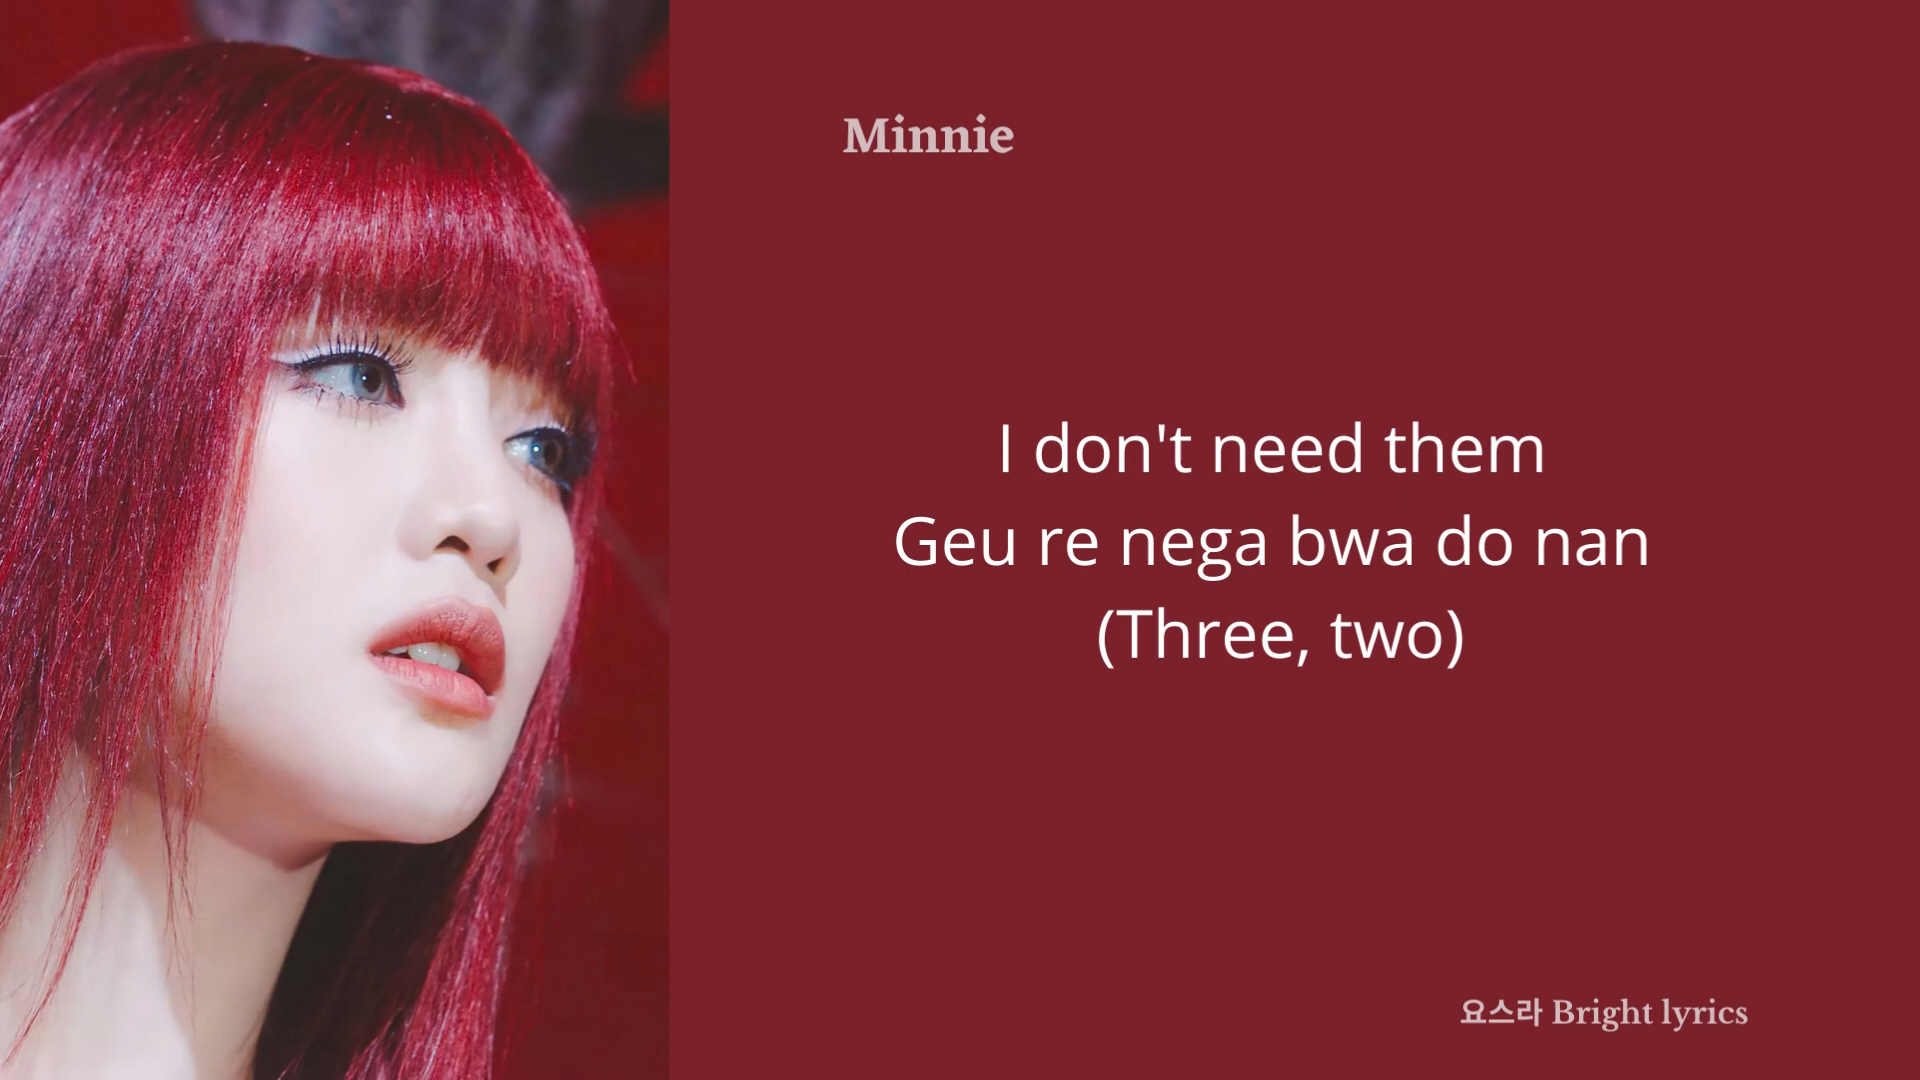 Minnie
I don't need them
Geu re nega bwa do nan
(Three, two)
요스라 Bright lyrics